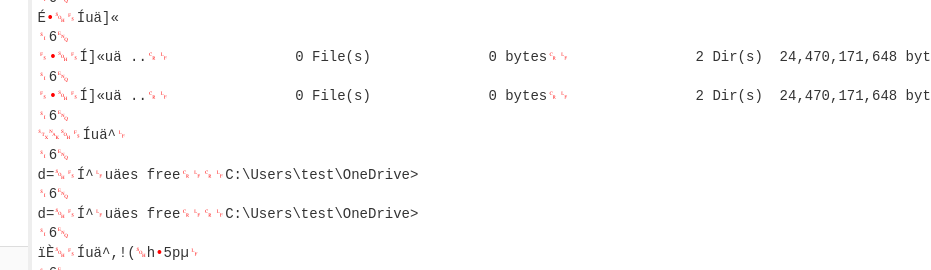 É•␆␜Íuä]«
␏6␅
␜•␆␜Í]«uä ..␍␊ 0 File(s) 0 bytes␍␊ 2 Dir(s) 24,470,171,648 byt
␏6␅
␜•␆␜Í]«uä ..␍␊ 0 File(s) 0 bytes␍␊ 2 Dir(s) 24,470,171,648 byt
␏6␅
Íuä^␊
␏6␅
d=␆␜Í^␊uäes free␍␊␍␊C:\Users\test\OneDrive>
␏6␅
d=␆␜Í^␊uäes free␍␊␍␊C:\Users\test\OneDrive>
␏6␅
ïÈ␆␜Íuä^,!(␆h•5pµ␊